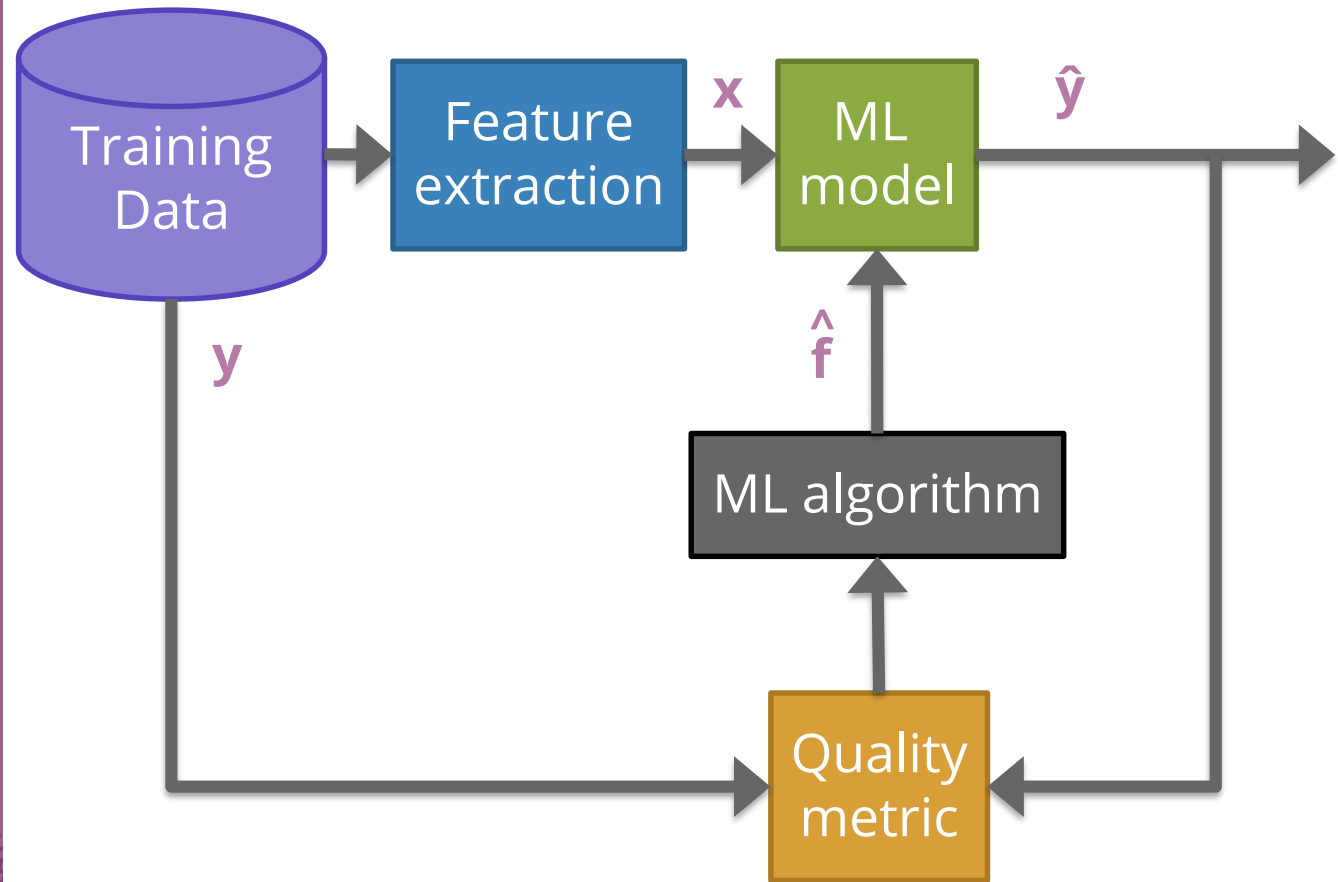 Training
Data
Feature
extraction
x
ML
model
ŷ
y
f̂
ML algorithm
Quality
metric